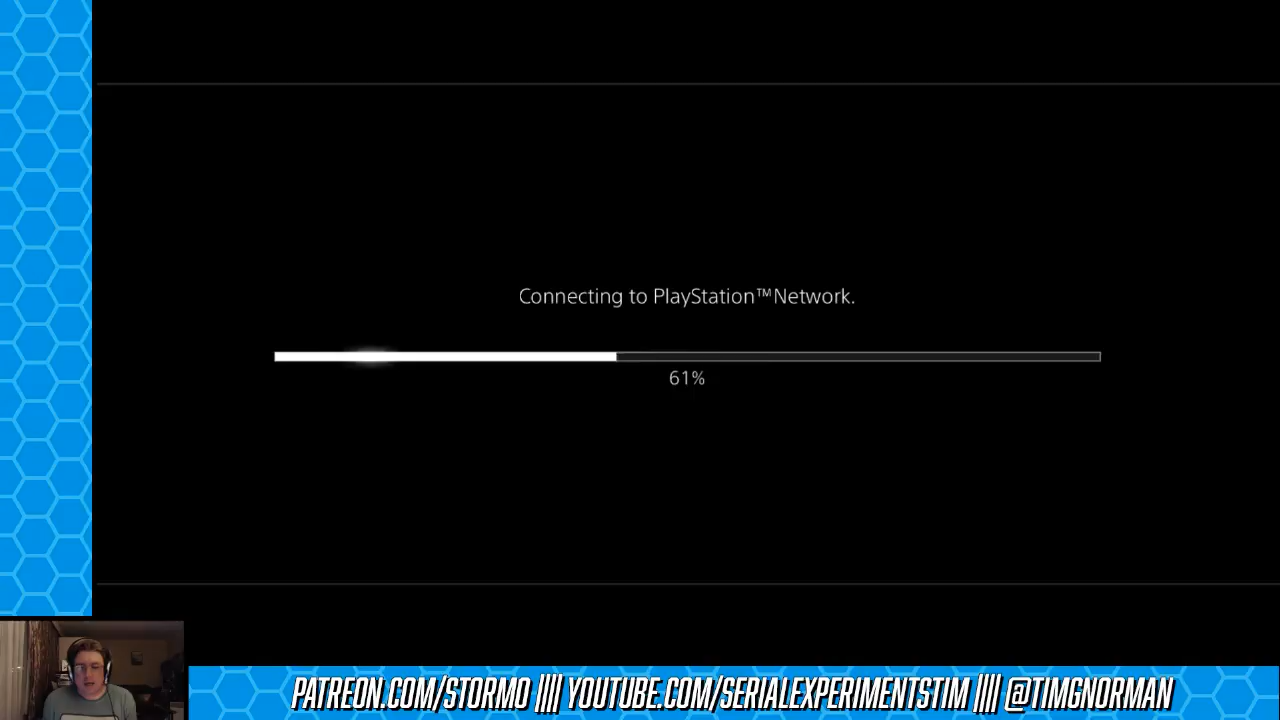 Connecting to PlayStation™Network.
61%
PATREON.COM/STORMO |||| YOUTUBE.COM/SERIALEXPERIMENTSTIM |||| @TIMGNORMAN